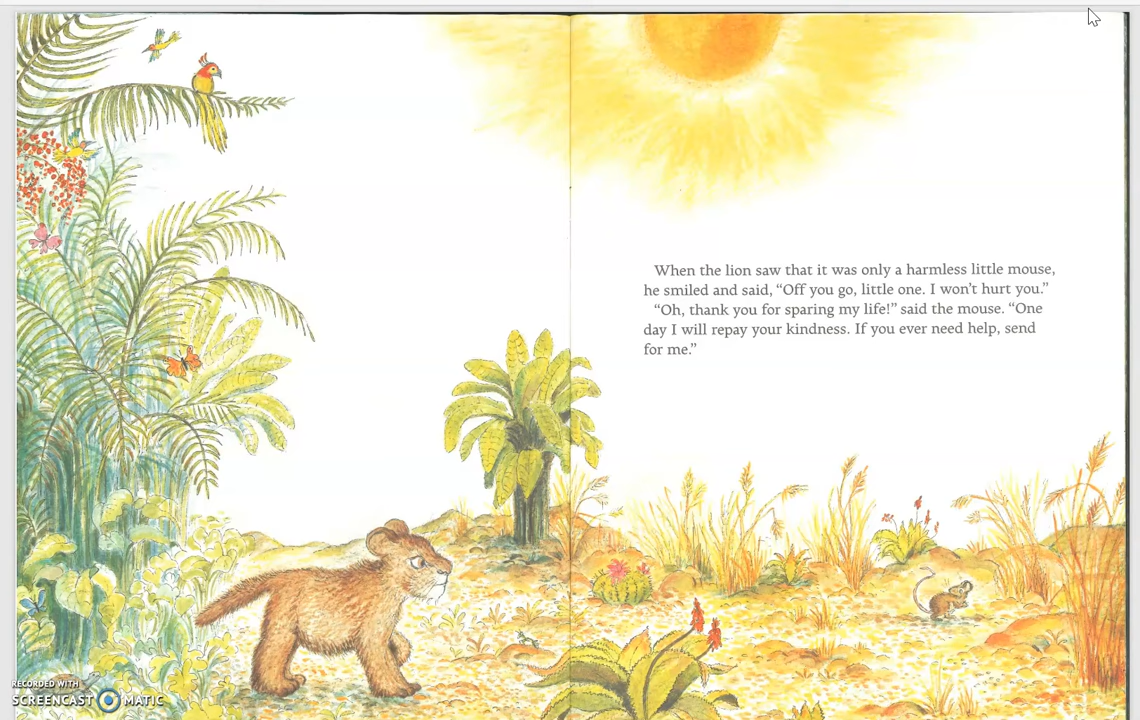 When the lion saw that it was only a harmless little mouse,
he smiled and said, “Off you go, little one. I won’t hurt you.”
“Oh, thank you for sparing my life!” said the mouse. “One
day I will repay your kindness. If you ever need help, send
for me.”
RECORDED WITH
SCREENCAST MATIC